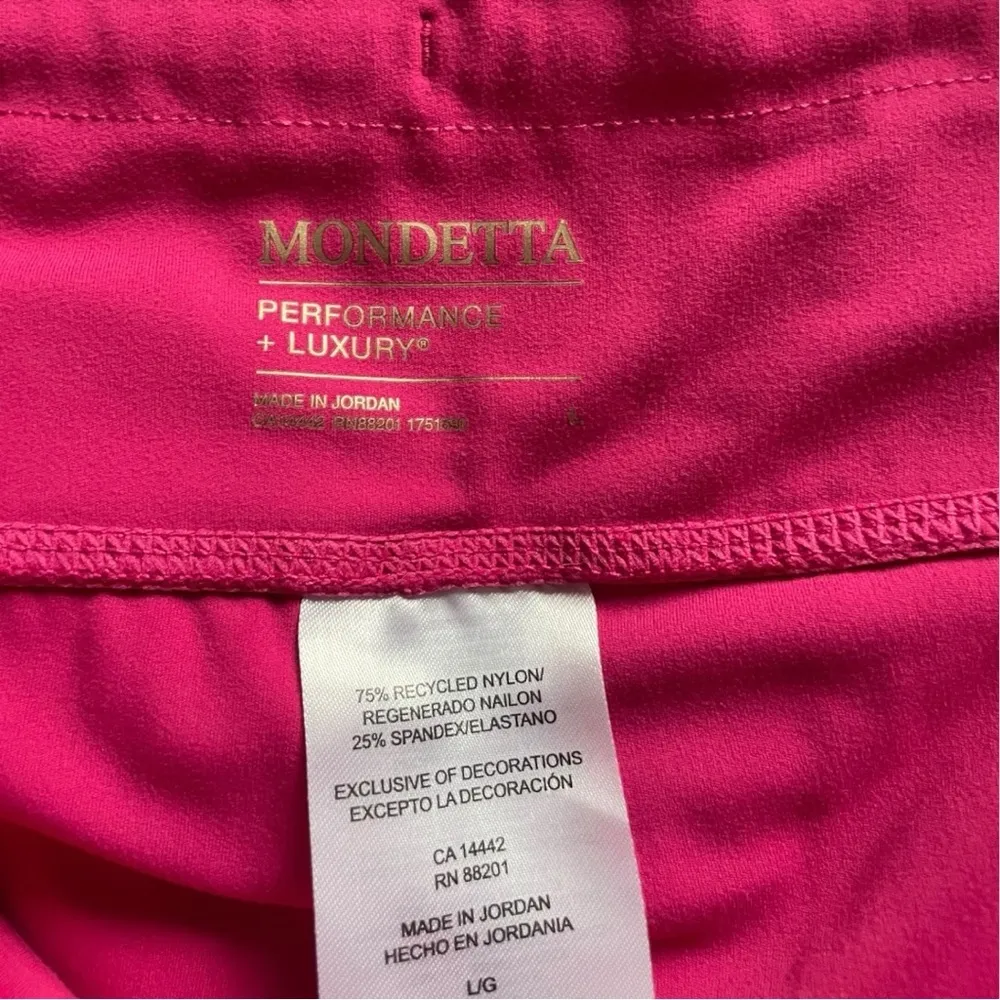 MONDETTA
PERFORMANCE
+ LUXURY®
MADE IN JORDAN
RN88201
75% RECYCLED NYLON/
REGENERADO NAILON
25% SPANDEX/ELASTANO
EXCLUSIVE OF DECORATIONS
EXCEPTO LA DECORACIÓN
CA 14442
RN 88201
MADE IN JORDAN
HECHO EN JORDANIA
L/G